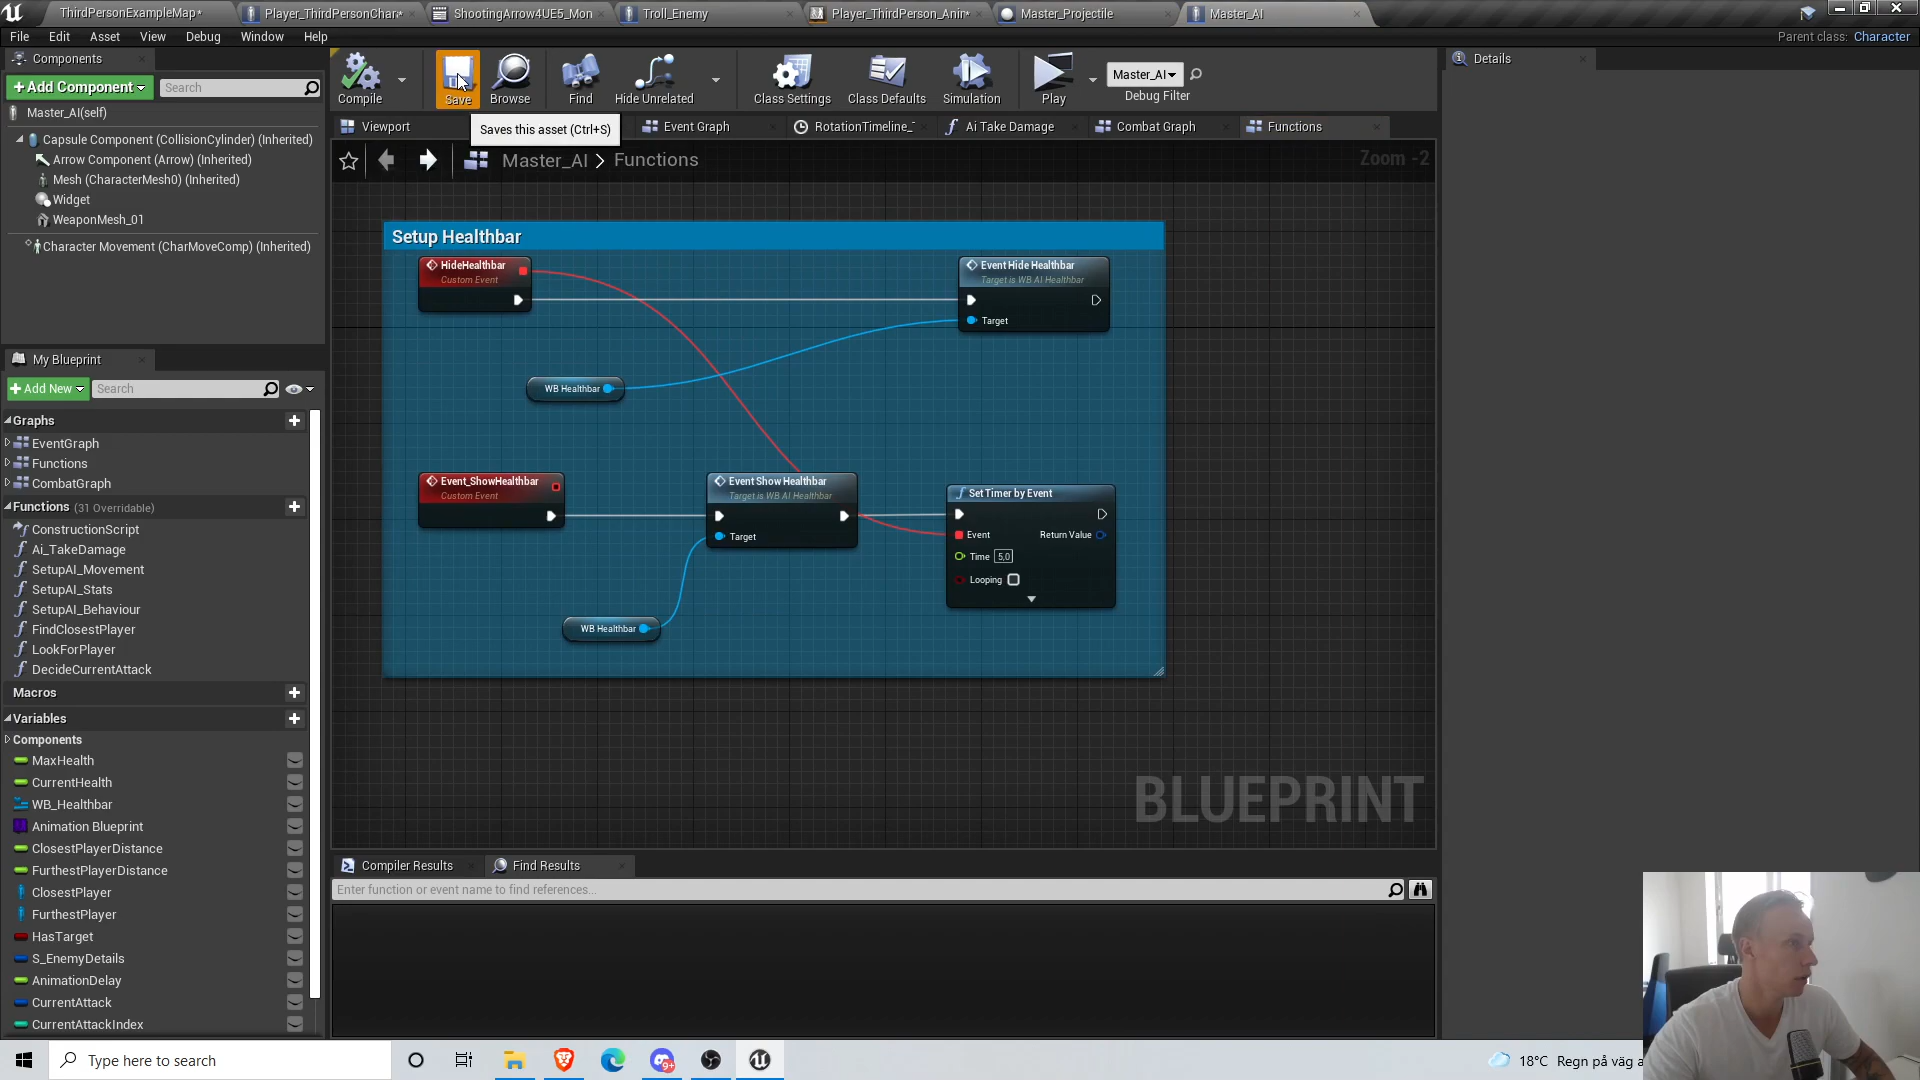 ThirdPersonExampleMap*
Player_ThirdPersonChar*
ShootingArrow4UE5_Mon
Troll_Enemy
Player_ThirdPerson_Anin*
Master_Projectile
Master_AI
File Edit Asset View Debug Window Help
Parent class: Character
Components
+Add Component
Search
Master_AI(self)
Capsule Component (CollisionCylinder) (Inherited)
Arrow Component (Arrow) (Inherited)
Mesh (CharacterMesh0) (Inherited)
Widget
WeaponMesh_01
Character Movement (CharMoveComp) (Inherited)
Compile
Save
Browse
Find
Hide Unrelated
Class Settings
Class Defaults
Simulation
Play
Master_AI
Debug Filter
Details
Viewport
Saves this asset (Ctrl+S)
Event Graph
RotationTimeline_
Ai Take Damage
Combat Graph
Functions
Master_AI > Functions
Zoom -2
Setup Healthbar
HideHealthbar
Custom Event
Event Hide Healthbar
Target is WB AI Healthbar
Target
WB Healthbar
Event_ShowHealthbar
Custom Event
Event Show Healthbar
Target is WB AI Healthbar
Target
Set Timer by Event
Event
Return Value
Time 5,0
Looping
WB Healthbar
BLUEPRINT
My Blueprint
+Add New
Search
Graphs
EventGraph
Functions
CombatGraph
Functions (31 Overridable)
ConstructionScript
Ai_TakeDamage
SetupAI_Movement
SetupAI_Stats
SetupAI_Behaviour
FindClosestPlayer
LookForPlayer
DecideCurrentAttack
Macros
Variables
Components
MaxHealth
CurrentHealth
WB_Healthbar
Animation Blueprint
ClosestPlayerDistance
FurthestPlayerDistance
ClosestPlayer
FurthestPlayer
HasTarget
S_EnemyDetails
AnimationDelay
CurrentAttack
CurrentAttackIndex
Compiler Results
Find Results
Enter function or event name to find references...
Type here to search
9+
18°C Regn på väg a